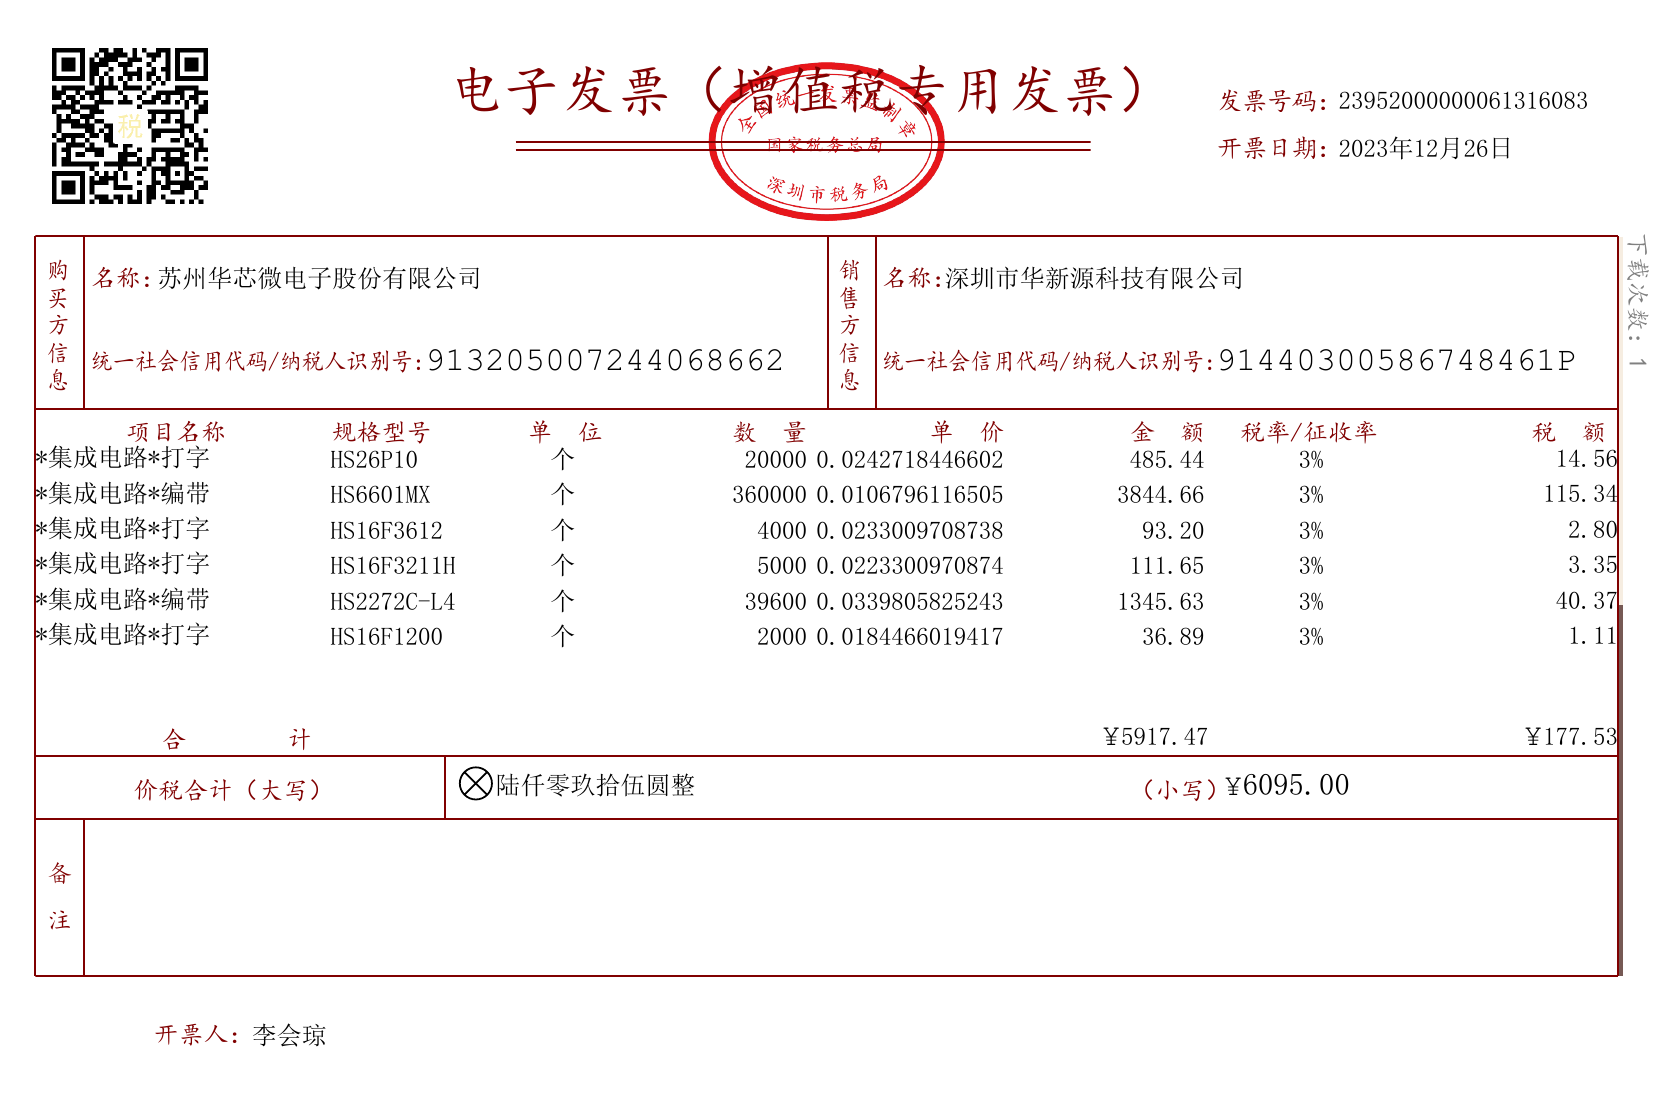 电子发票（增值税专用发票）
全国统一发票监制章
国家税务总局
深圳市税务局
税
发票号码：23952000000061316083
开票日期：2023年12月26日
下载次数：1
购买方信息
名称：苏州华芯微电子股份有限公司
统一社会信用代码/纳税人识别号：913205007244068662
销售方信息
名称：深圳市华新源科技有限公司
统一社会信用代码/纳税人识别号：91440300586748461P
项目名称 规格型号 单 位 数 量 单 价 金 额 税率/征收率 税 额
*集成电路*打字 HS26P10 个 20000 0.0242718446602 485.44 3% 14.56
*集成电路*编带 HS6601MX 个 360000 0.0106796116505 3844.66 3% 115.34
*集成电路*打字 HS16F3612 个 4000 0.0233009708738 93.20 3% 2.80
*集成电路*打字 HS16F3211H 个 5000 0.0223300970874 111.65 3% 3.35
*集成电路*编带 HS2272C-L4 个 39600 0.0339805825243 1345.63 3% 40.37
*集成电路*打字 HS16F1200 个 2000 0.0184466019417 36.89 3% 1.11
合 计 ¥5917.47 ¥177.53
价税合计（大写） ⊗陆仟零玖拾伍圆整 （小写）¥6095.00
备注
开票人：李会琼